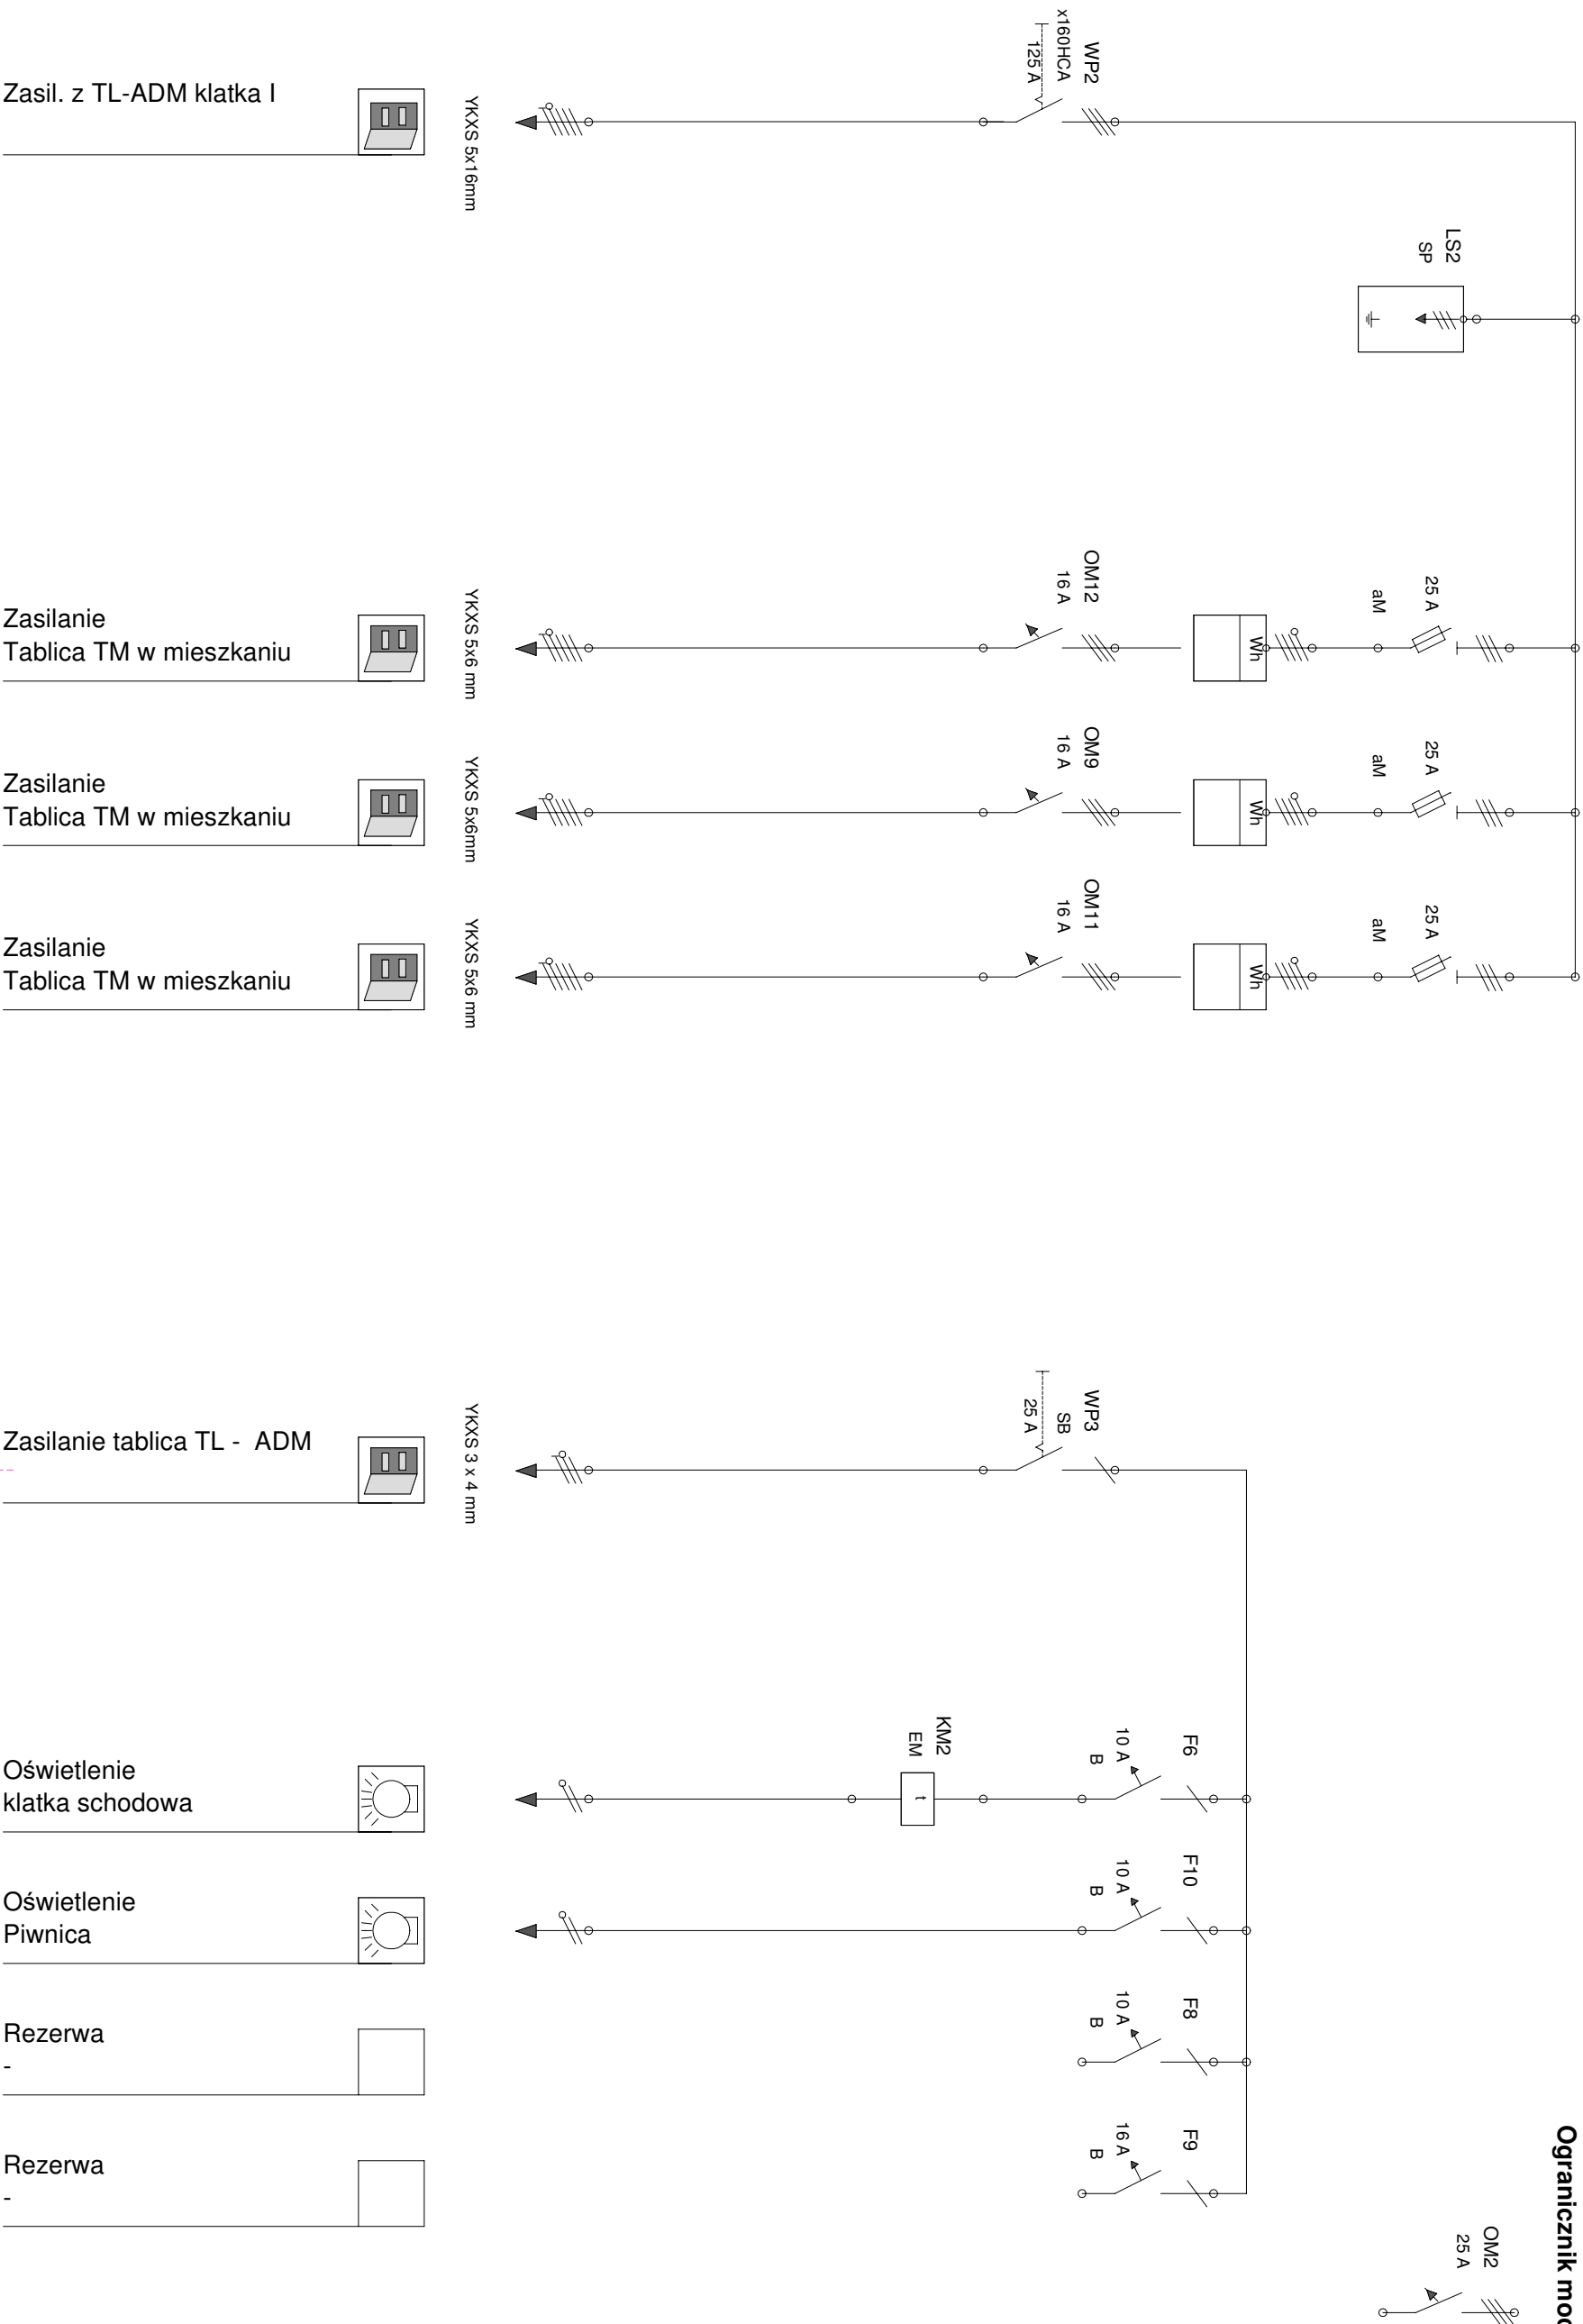 Zasil. z TL-ADM klatka I
YKXS 5x16mm
WP2
x160HCA
125 A
LS2
SP
Zasilanie
Tablica TM w mieszkaniu
YKXS 5x6 mm
OM12
16 A
Wh
aM
25 A
Zasilanie
Tablica TM w mieszkaniu
YKXS 5x6mm
OM9
16 A
Wh
aM
25 A
Zasilanie
Tablica TM w mieszkaniu
YKXS 5x6 mm
OM11
16 A
Wh
aM
25 A
Zasilanie tablica TL - ADM
YKXS 3 x 4 mm
WP3
SB
25 A
Oświetlenie
klatka schodowa
KM2
EM
t
F6
10 A
B
Oświetlenie
Piwnica
F10
10 A
B
Rezerwa
-
F8
10 A
B
Rezerwa
-
F9
16 A
B
Ogranicznik
OM2
25 A